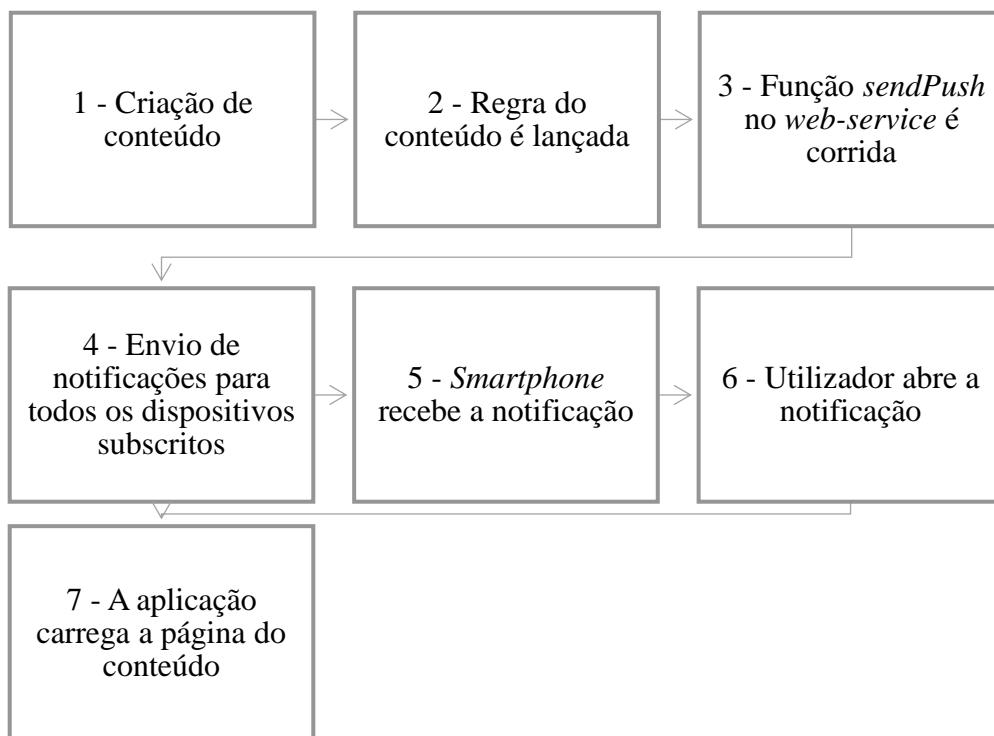 1 - Criação de
conteúdo
2 - Regra do
conteúdo é lançada
3 - Função sendPush
no web-service é
corrida
4 - Envio de
notificações para
todos os dispositivos
subscritos
5 - Smartphone
recebe a notificação
6 - Utilizador abre a
notificação
7 - A aplicação
carrega a página do
conteúdo